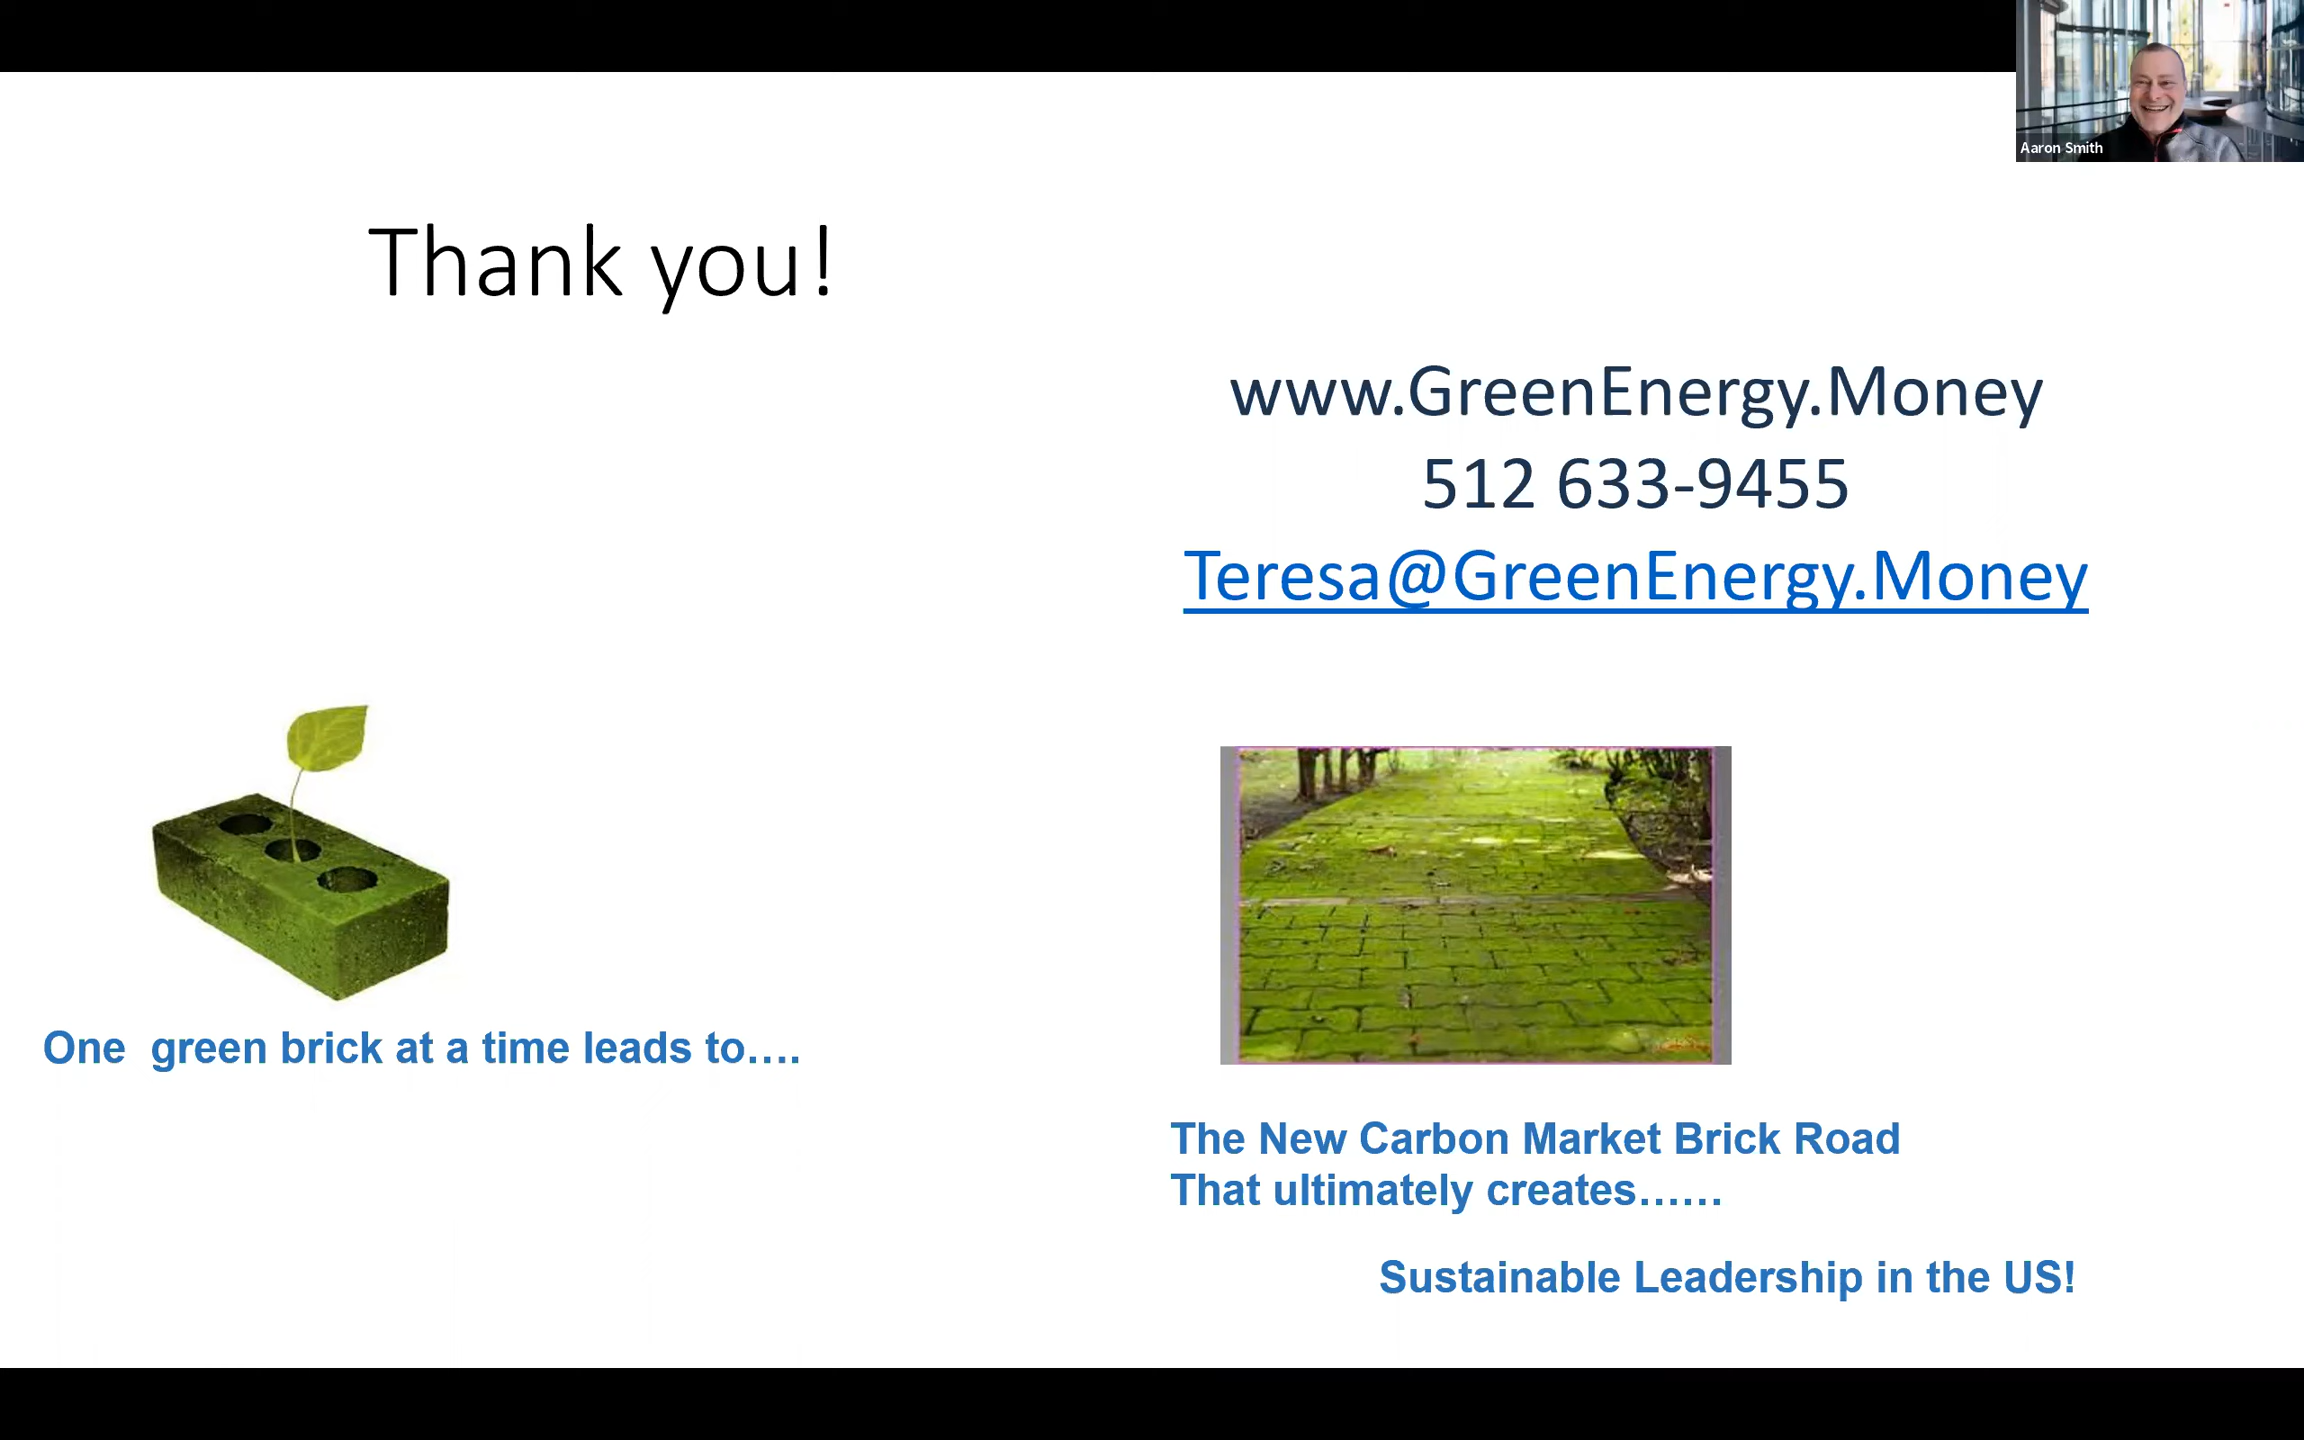 Aaron Smith
Thank you!
www.GreenEnergy.Money
512 633-9455
Teresa@GreenEnergy.Money
One  green brick at a time leads to….
The New Carbon Market Brick Road
That ultimately creates……
Sustainable Leadership in the US!